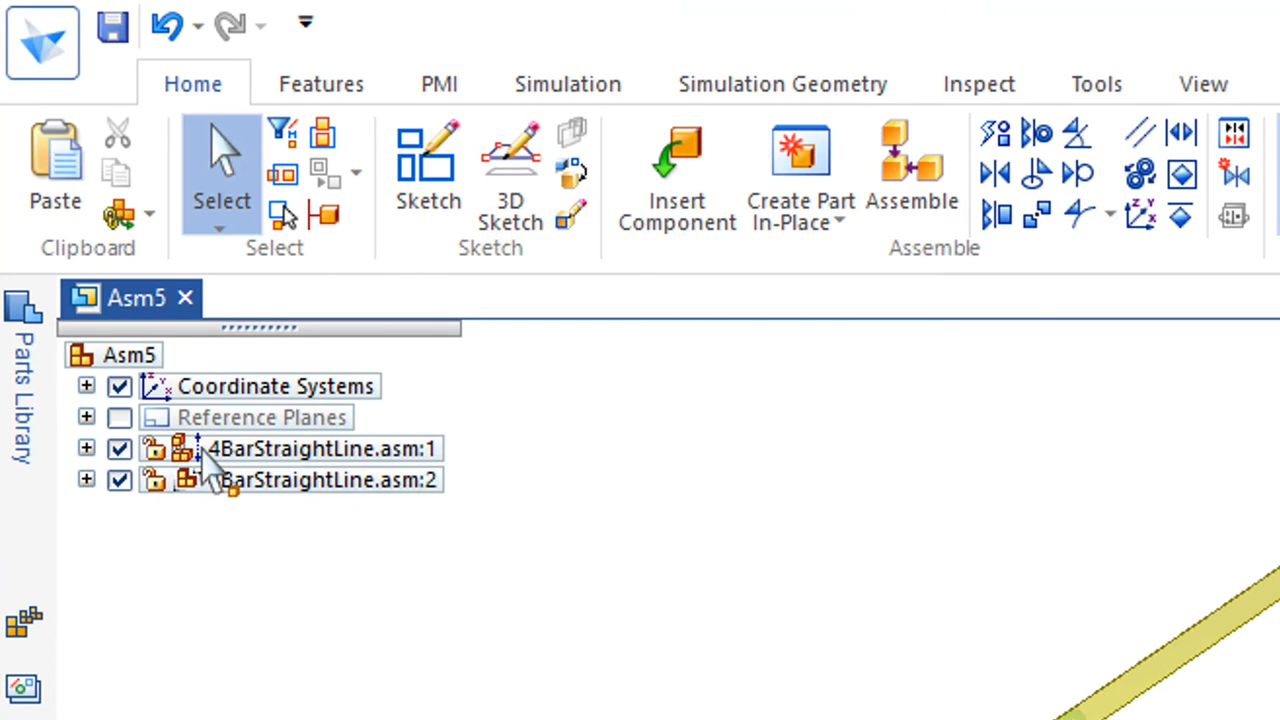 Home Features PMI Simulation Simulation Geometry Inspect Tools View
Paste
Select
Sketch
3D
Sketch
Insert
Component
Create Part
In-Place
Assemble
Clipboard Select Sketch Assemble
Asm5
Parts Library
Asm5
Coordinate Systems
Reference Planes
4BarStraightLine.asm:1
BarStraightLine.asm:2